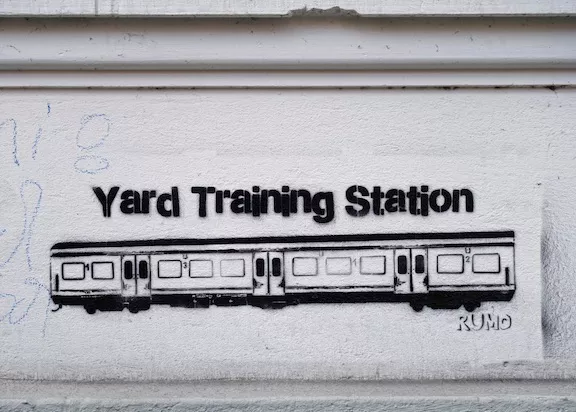 Yard Training Station
RUMO